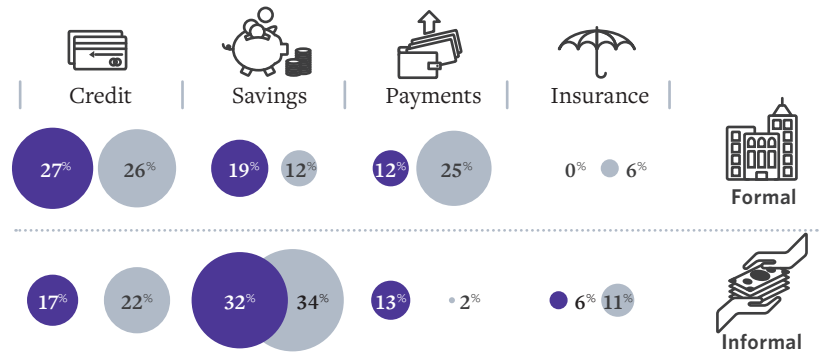 Credit Savings Payments Insurance
27% 26% 19% 12% 12% 25% 0% 6%
Formal
17% 22% 32% 34% 13% 2% 6% 11%
Informal